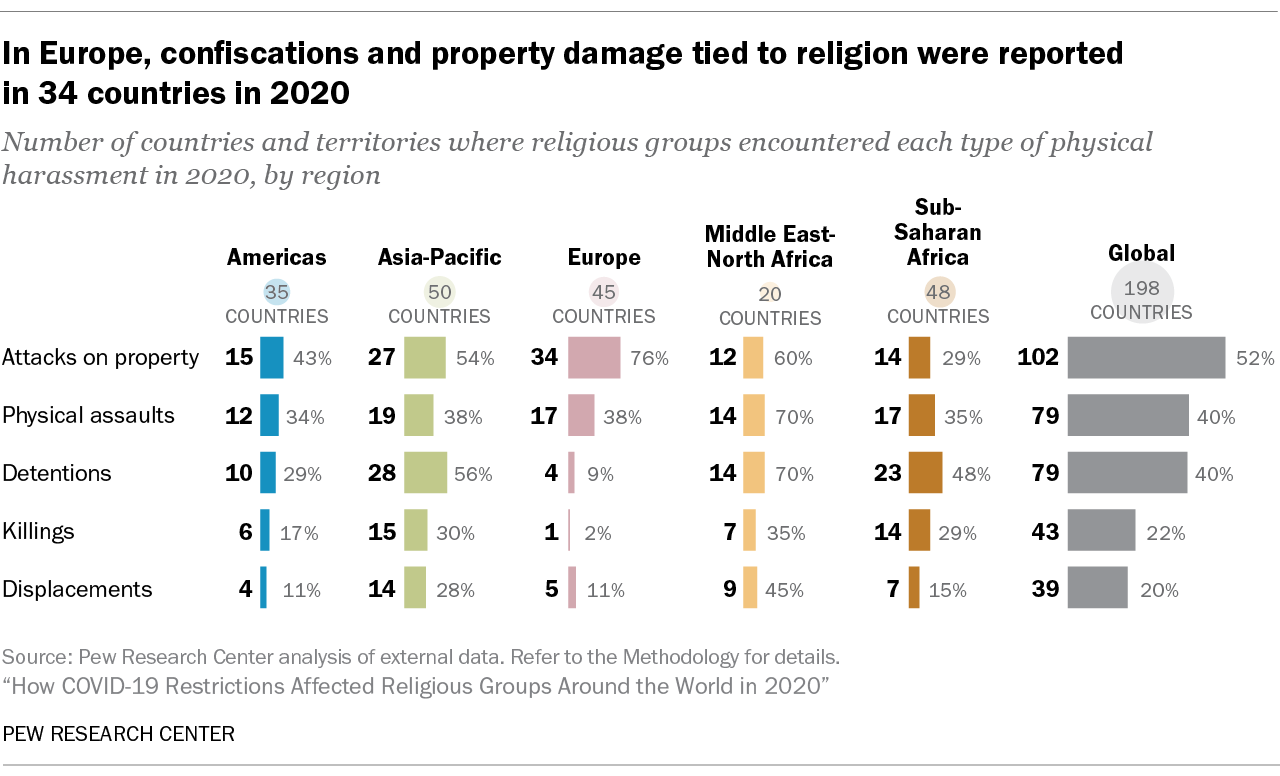 In Europe, confiscations and property damage tied to religion were reported
in 34 countries in 2020
Number of countries and territories where religious groups encountered each type of physical
harassment in 2020, by region
Americas Asia-Pacific Europe Middle East-North Africa Sub-Saharan Africa Global
35 50 45 20 48 198
COUNTRIES COUNTRIES COUNTRIES COUNTRIES COUNTRIES COUNTRIES
Attacks on property 15 43% 27 54% 34 76% 12 60% 14 29% 102 52%
Physical assaults 12 34% 19 38% 17 38% 14 70% 17 35% 79 40%
Detentions 10 29% 28 56% 4 9% 14 70% 23 48% 79 40%
Killings 6 17% 15 30% 1 2% 7 35% 14 29% 43 22%
Displacements 4 11% 14 28% 5 11% 9 45% 7 15% 39 20%
Source: Pew Research Center analysis of external data. Refer to the Methodology for details.
“How COVID-19 Restrictions Affected Religious Groups Around the World in 2020”
PEW RESEARCH CENTER